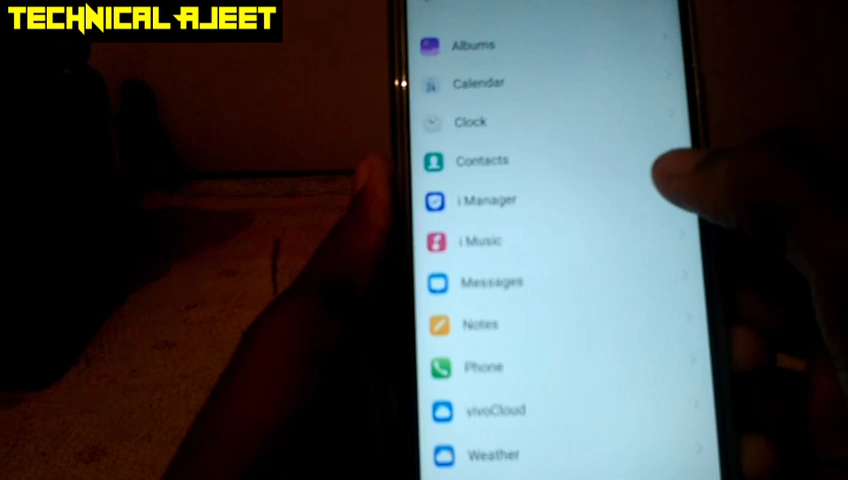 TECHNICAL AJEET
Albums
Calendar
Clock
Contacts
i Manager
i Music
Messages
Notes
Phone
vivoCloud
Weather